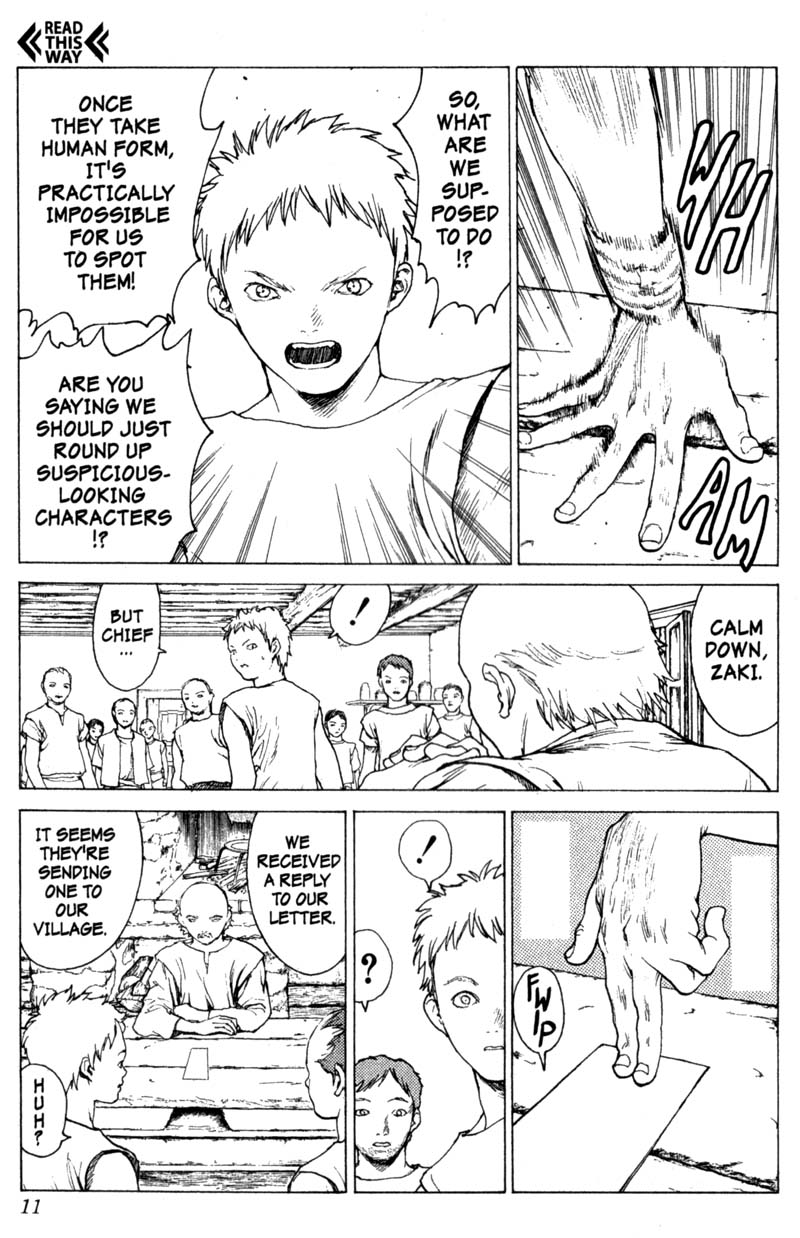 READ
THIS
WAY
WH
AM
SO,
WHAT
ARE
WE
SUP-
POSED
TO DO
!?
ONCE
THEY TAKE
HUMAN FORM,
IT'S
PRACTICALLY
IMPOSSIBLE
FOR US
TO SPOT
THEM!
ARE YOU
SAYING WE
SHOULD JUST
ROUND UP
SUSPICIOUS-
LOOKING
CHARACTERS
!?
CALM
DOWN,
ZAKI.
!
BUT
CHIEF
...
FWIP
!
?
WE
RECEIVED
A REPLY
TO OUR
LETTER.
IT SEEMS
THEY'RE
SENDING
ONE TO
OUR
VILLAGE.
HUH?
11